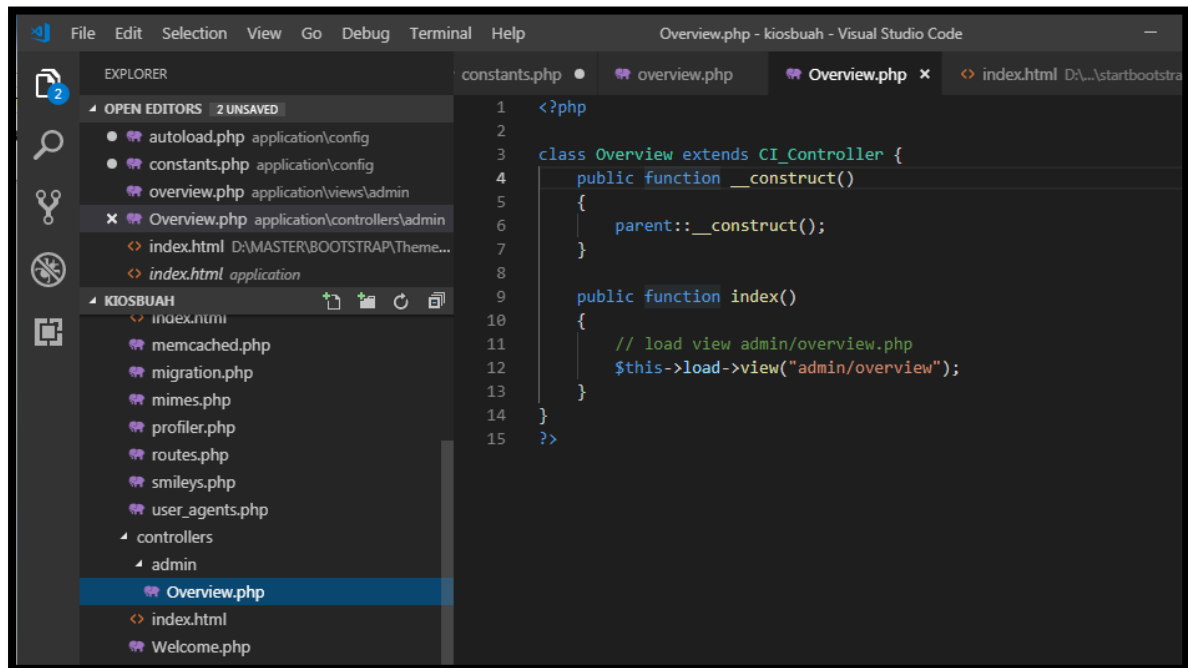 File Edit Selection View Go Debug Terminal Help Overview.php - kiosbuah - Visual Studio Code
2
EXPLORER
OPEN EDITORS 2 UNSAVED
autoload.php application\config
constants.php application\config
overview.php application\views\admin
Overview.php application\controllers\admin
index.html D:\MASTER\BOOTSTRAP\Theme...
index.html application
KIOSBUAH
index.html
memcached.php
migration.php
mimes.php
profiler.php
routes.php
smileys.php
user_agents.php
controllers
admin
Overview.php
index.html
Welcome.php
constants.php overview.php Overview.php index.html D:\...\startbootstra
1 <?php
2
3 class Overview extends CI_Controller {
4 public function __construct()
5 {
6 parent::__construct();
7 }
8
9 public function index()
10 {
11 // load view admin/overview.php
12 $this->load->view("admin/overview");
13 }
14 }
15 ?>